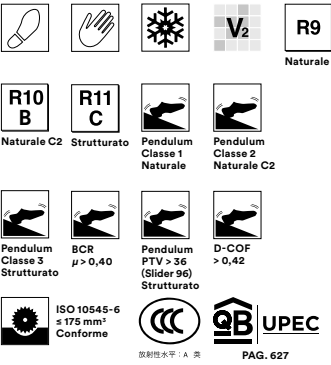 V2
R9
Naturale
R10
B
Naturale C2
R11
C
Strutturato
Pendulum
Classe 1
Naturale
Pendulum
Classe 2
Naturale C2
Pendulum
Classe 3
Strutturato
BCR
µ > 0,40
Pendulum
PTV > 36
(Slider 96)
Strutturato
D-COF
> 0,42
ISO 10545-6
≤ 175 mm³
Conforme
CCC
放射性水平：A 类
QB UPEC
PAG. 627